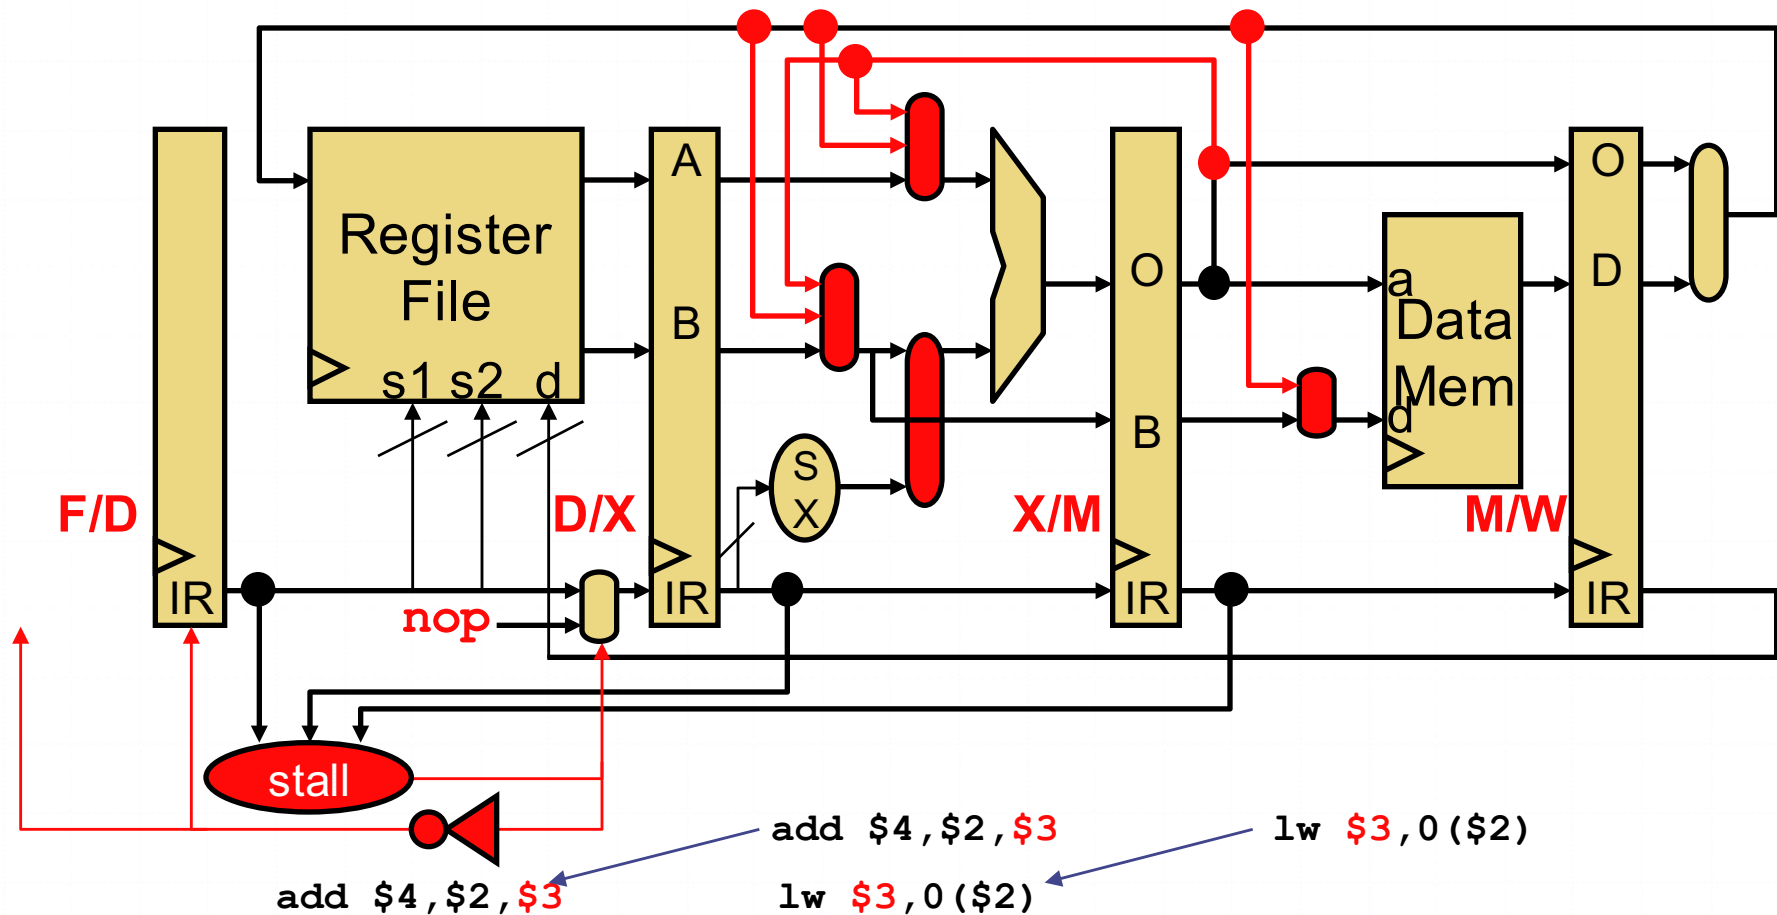 Register
File
s1 s2 d
A
B
S
X
O
B
a
Data
Mem
d
O
D
F/D
D/X
X/M
M/W
IR
IR
IR
IR
nop
stall
add $4,$2,$3
lw $3,0($2)
add $4,$2,$3
lw $3,0($2)